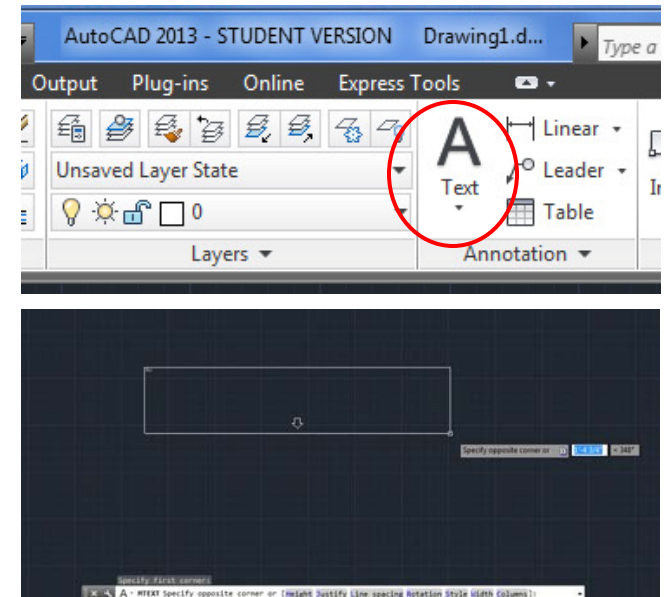 AutoCAD 2013 - STUDENT VERSION Drawing1.d... Type a
Output Plug-ins Online Express Tools
Unsaved Layer State
0
A
Text
Linear
Leader
Table
Layers
Annotation
Specify opposite corner or
< 348°
Specify first corner:
A - MTEXT Specify opposite corner or [Height Justify Line spacing Rotation Style Width Columns]: